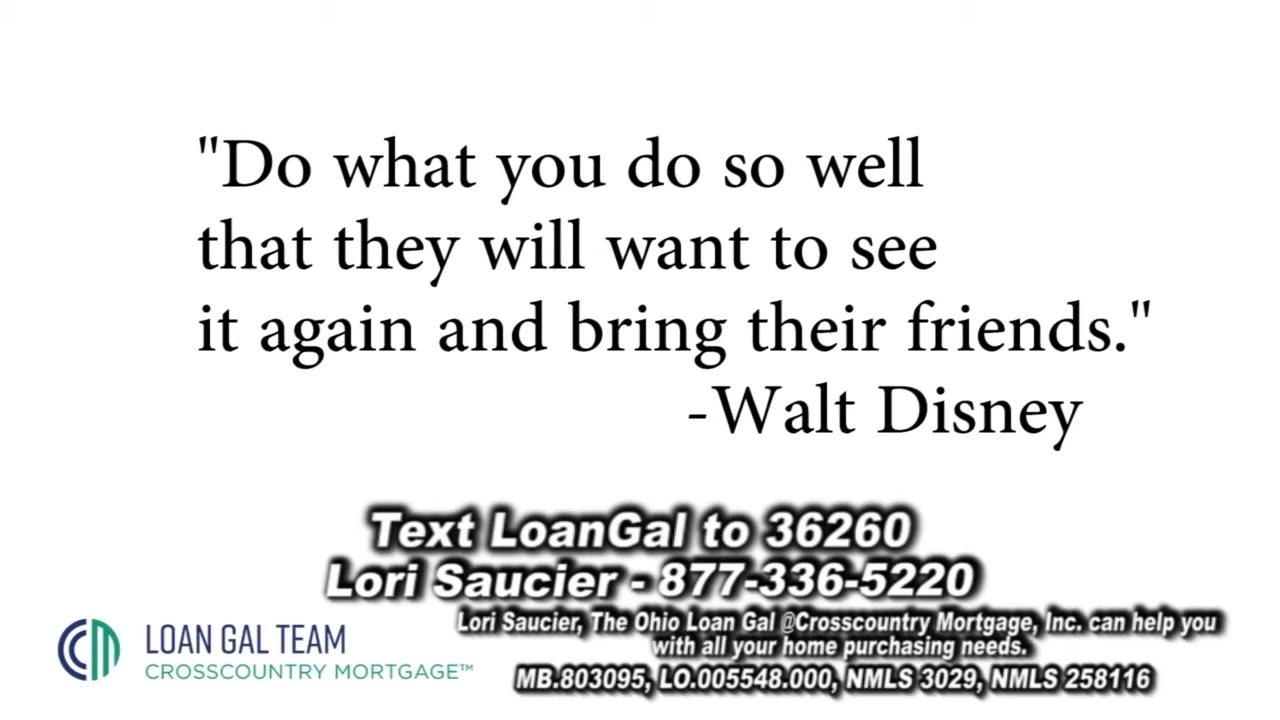 "Do what you do so well
that they will want to see
it again and bring their friends."
-Walt Disney
Text LoanGal to 36260
Lori Saucier - 877-336-5220
Lori Saucier, The Ohio Loan Gal @Crosscountry Mortgage, Inc. can help you
with all your home purchasing needs.
MB.803095, LO.005548.000, NMLS 3029, NMLS 258116
CM
LOAN GAL TEAM
CROSSCOUNTRY MORTGAGE™